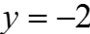 y = −2